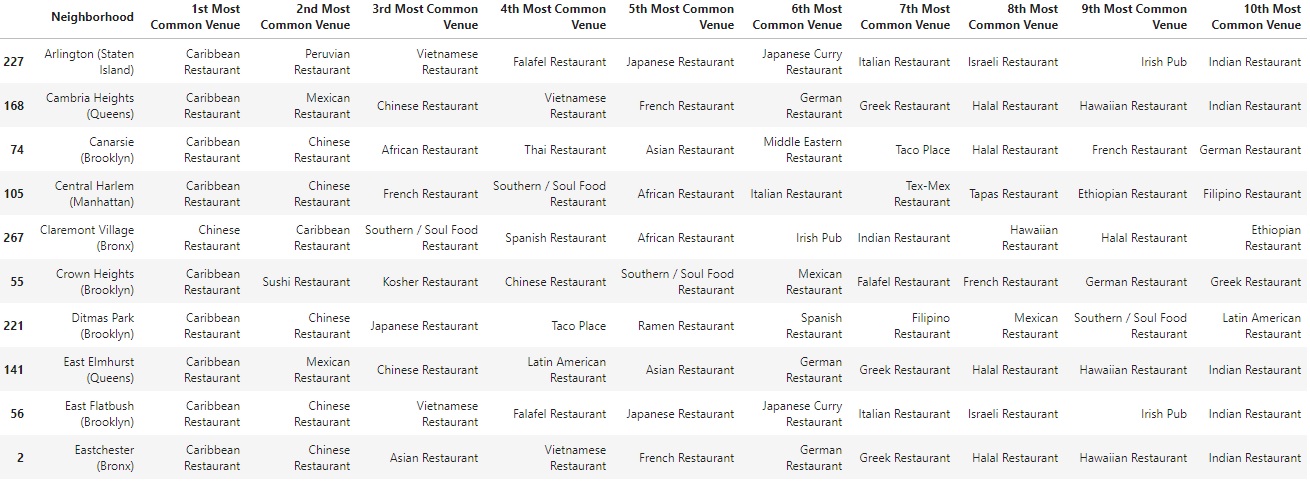 Neighborhood 1st Most Common Venue 2nd Most Common Venue 3rd Most Common Venue 4th Most Common Venue 5th Most Common Venue 6th Most Common Venue 7th Most Common Venue 8th Most Common Venue 9th Most Common Venue 10th Most Common Venue
227 Arlington (Staten Island) Caribbean Restaurant Peruvian Restaurant Vietnamese Restaurant Falafel Restaurant Japanese Restaurant Japanese Curry Restaurant Italian Restaurant Israeli Restaurant Irish Pub Indian Restaurant
168 Cambria Heights (Queens) Caribbean Restaurant Mexican Restaurant Chinese Restaurant Vietnamese Restaurant French Restaurant German Restaurant Greek Restaurant Halal Restaurant Hawaiian Restaurant Indian Restaurant
74 Canarsie (Brooklyn) Caribbean Restaurant Chinese Restaurant African Restaurant Thai Restaurant Asian Restaurant Middle Eastern Restaurant Taco Place Halal Restaurant French Restaurant German Restaurant
105 Central Harlem (Manhattan) Caribbean Restaurant Chinese Restaurant French Restaurant Southern / Soul Food Restaurant African Restaurant Italian Restaurant Tex-Mex Restaurant Tapas Restaurant Ethiopian Restaurant Filipino Restaurant
267 Claremont Village (Bronx) Chinese Restaurant Caribbean Restaurant Southern / Soul Food Restaurant Spanish Restaurant African Restaurant Irish Pub Indian Restaurant Hawaiian Restaurant Halal Restaurant Ethiopian Restaurant
55 Crown Heights (Brooklyn) Caribbean Restaurant Sushi Restaurant Kosher Restaurant Chinese Restaurant Southern / Soul Food Restaurant Mexican Restaurant Falafel Restaurant French Restaurant German Restaurant Greek Restaurant
221 Ditmas Park (Brooklyn) Caribbean Restaurant Chinese Restaurant Japanese Restaurant Taco Place Ramen Restaurant Spanish Restaurant Filipino Restaurant Mexican Restaurant Southern / Soul Food Restaurant Latin American Restaurant
141 East Elmhurst (Queens) Caribbean Restaurant Mexican Restaurant Chinese Restaurant Latin American Restaurant Asian Restaurant German Restaurant Greek Restaurant Halal Restaurant Hawaiian Restaurant Indian Restaurant
56 East Flatbush (Brooklyn) Caribbean Restaurant Chinese Restaurant Vietnamese Restaurant Falafel Restaurant Japanese Restaurant Japanese Curry Restaurant Italian Restaurant Israeli Restaurant Irish Pub Indian Restaurant
2 Eastchester (Bronx) Caribbean Restaurant Chinese Restaurant Asian Restaurant Vietnamese Restaurant French Restaurant German Restaurant Greek Restaurant Halal Restaurant Hawaiian Restaurant Indian Restaurant